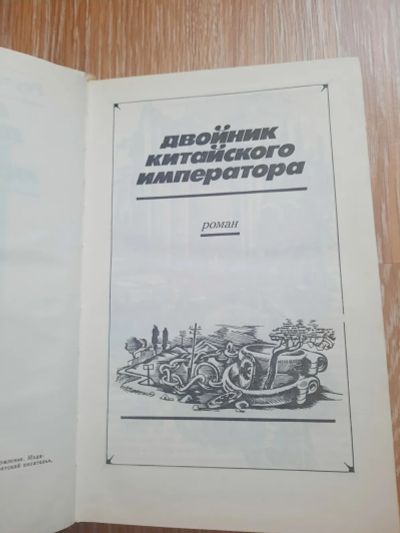 двойник
китайского
императора
роман